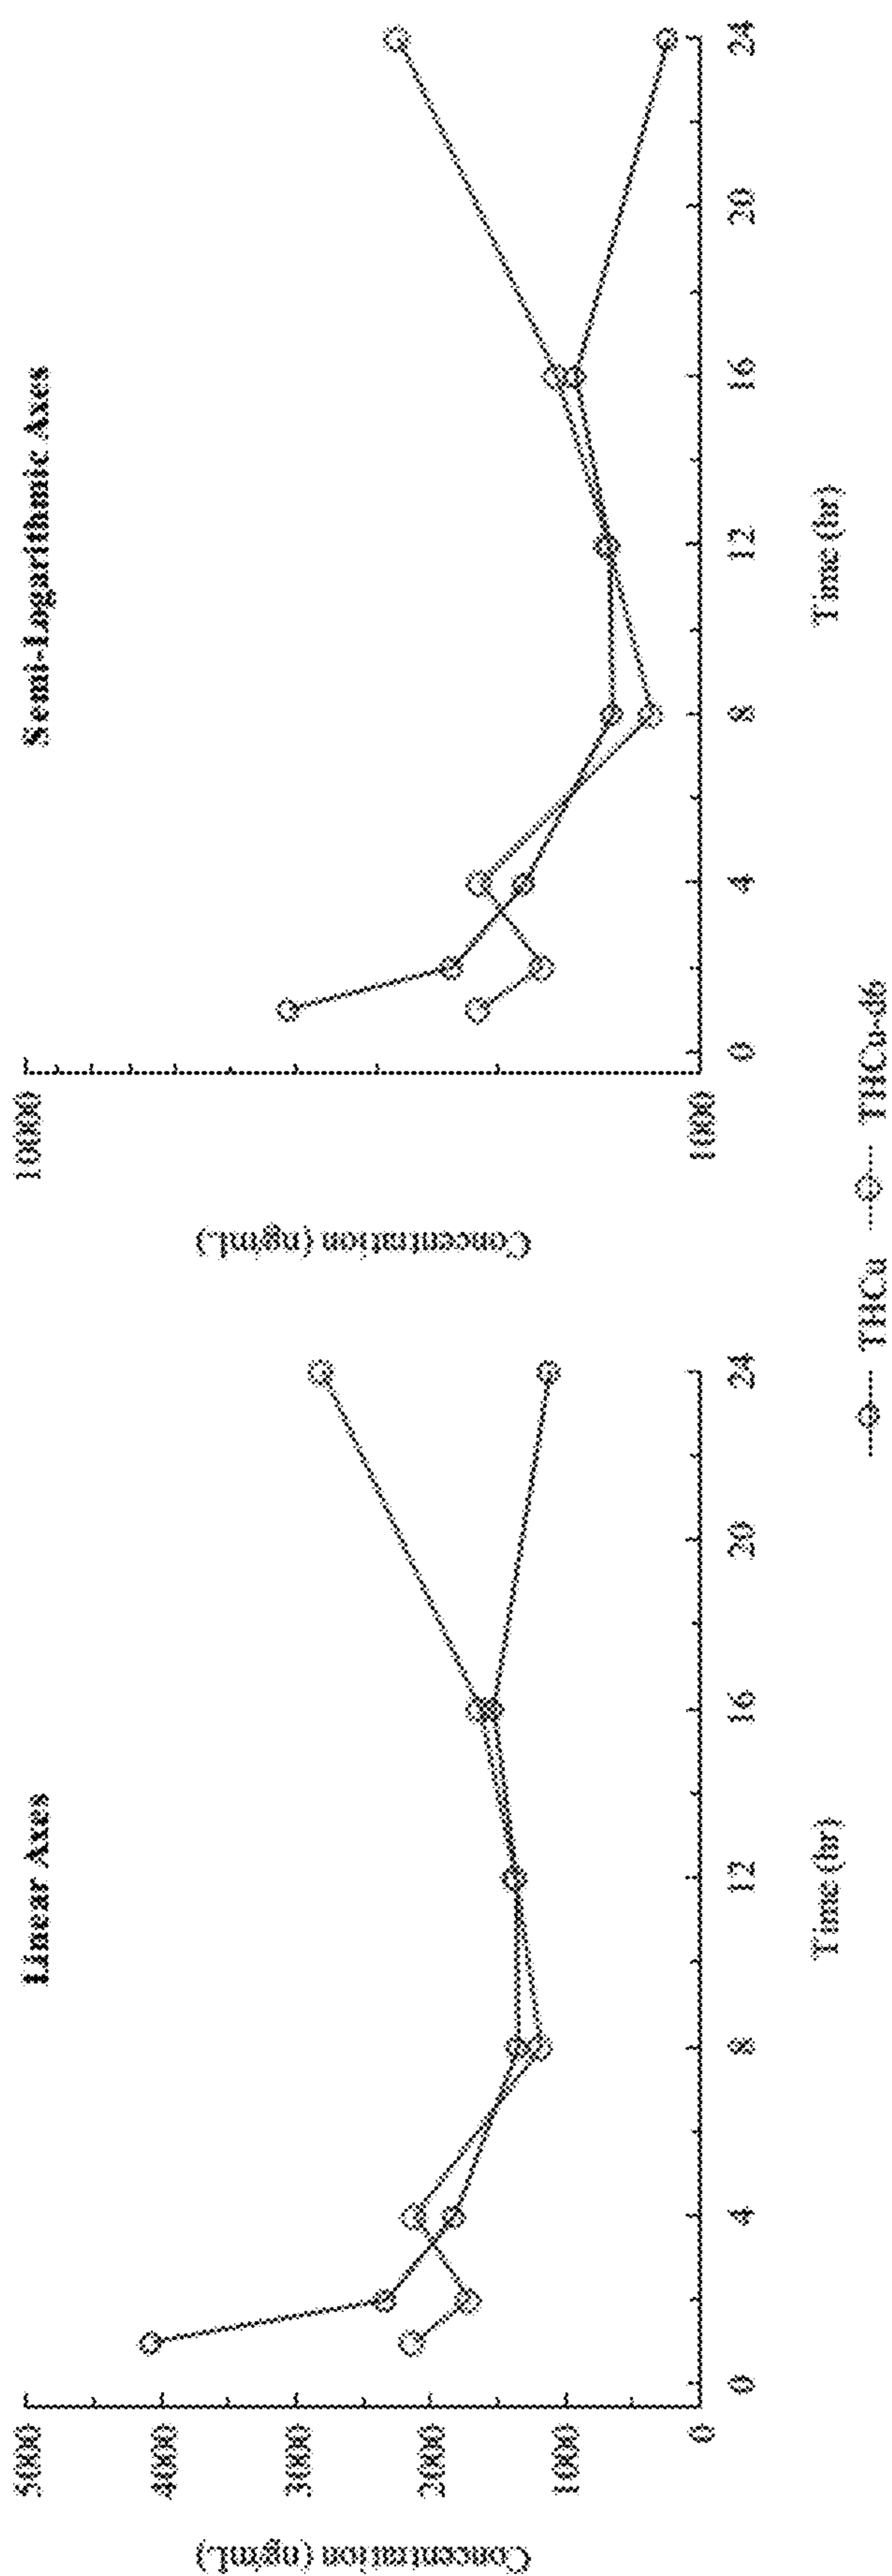 Linear Axes
Concentration (ng/mL)
5000
4000
3000
2000
1000
0
0 4 8 12 16 20 24
Time (hr)
Semi-Logarithmic Axes
Concentration (ng/mL)
10000
1000
0 4 8 12 16 20 24
Time (hr)
THCu THCu-d6